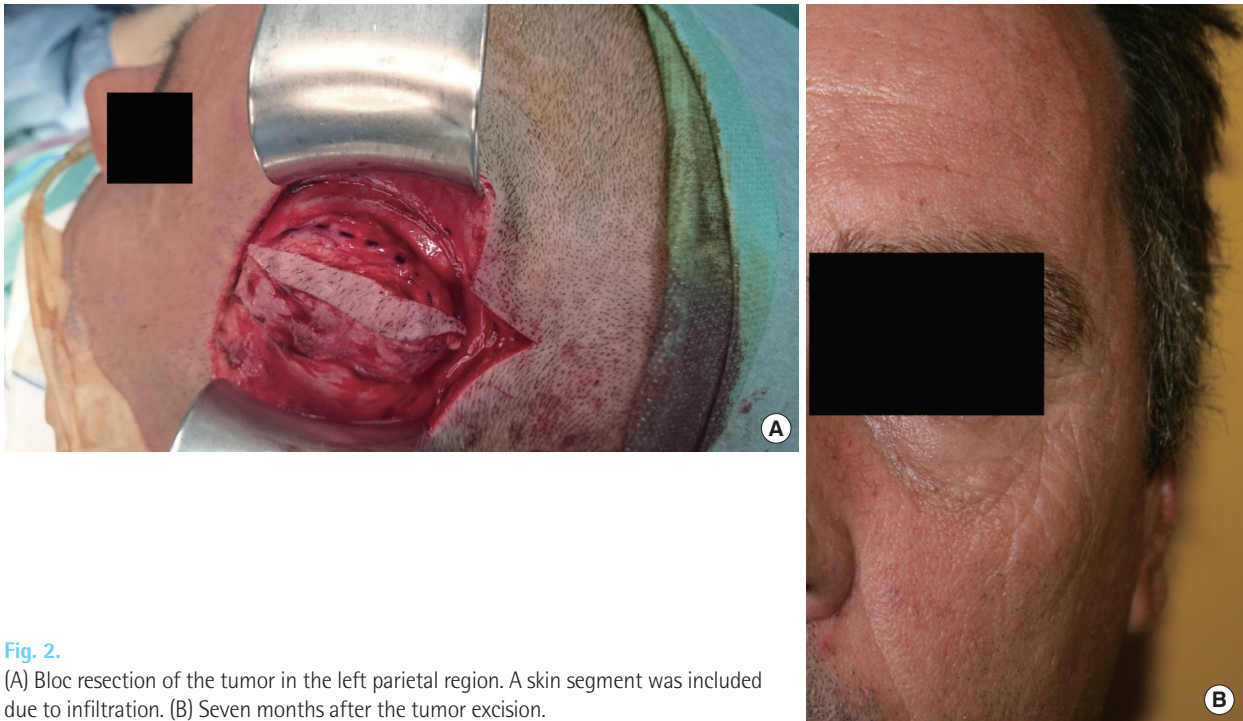 A
B
Fig. 2.
(A) Bloc resection of the tumor in the left parietal region. A skin segment was included
due to infiltration. (B) Seven months after the tumor excision.